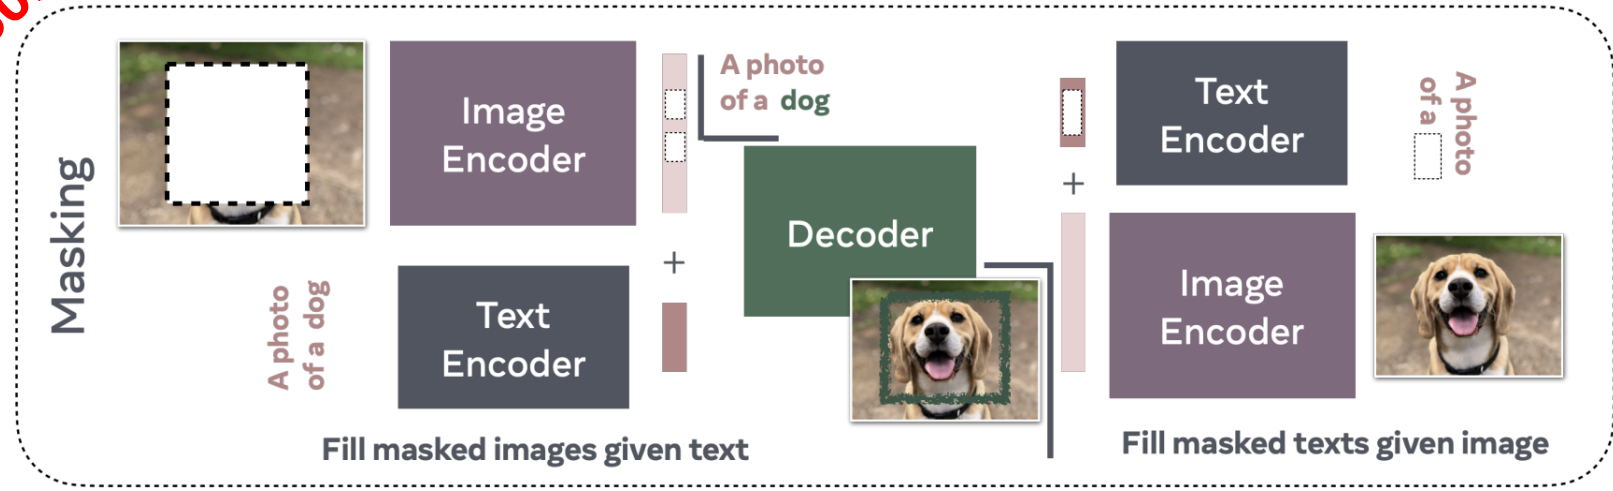 Masking
Image
Encoder
A photo
of a dog
Text
Encoder
A photo
of a
Decoder
A photo
of a dog
Text
Encoder
Image
Encoder
Fill masked images given text
Fill masked texts given image